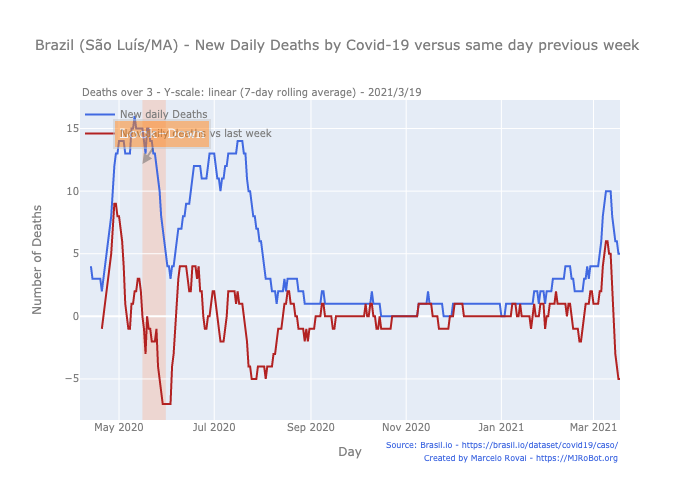 Brazil (São Luís/MA) - New Daily Deaths by Covid-19 versus same day previous week
Deaths over 3 - Y-scale: linear (7-day rolling average) - 2021/3/19
New daily Deaths
vs last week
15
10
5
0
−5
Number of Deaths
May 2020
Jul 2020
Sep 2020
Nov 2020
Jan 2021
Mar 2021
Day
Source: Brasil.io - https://brasil.io/dataset/covid19/caso/
Created by Marcelo Rovai - https://MJRoBot.org